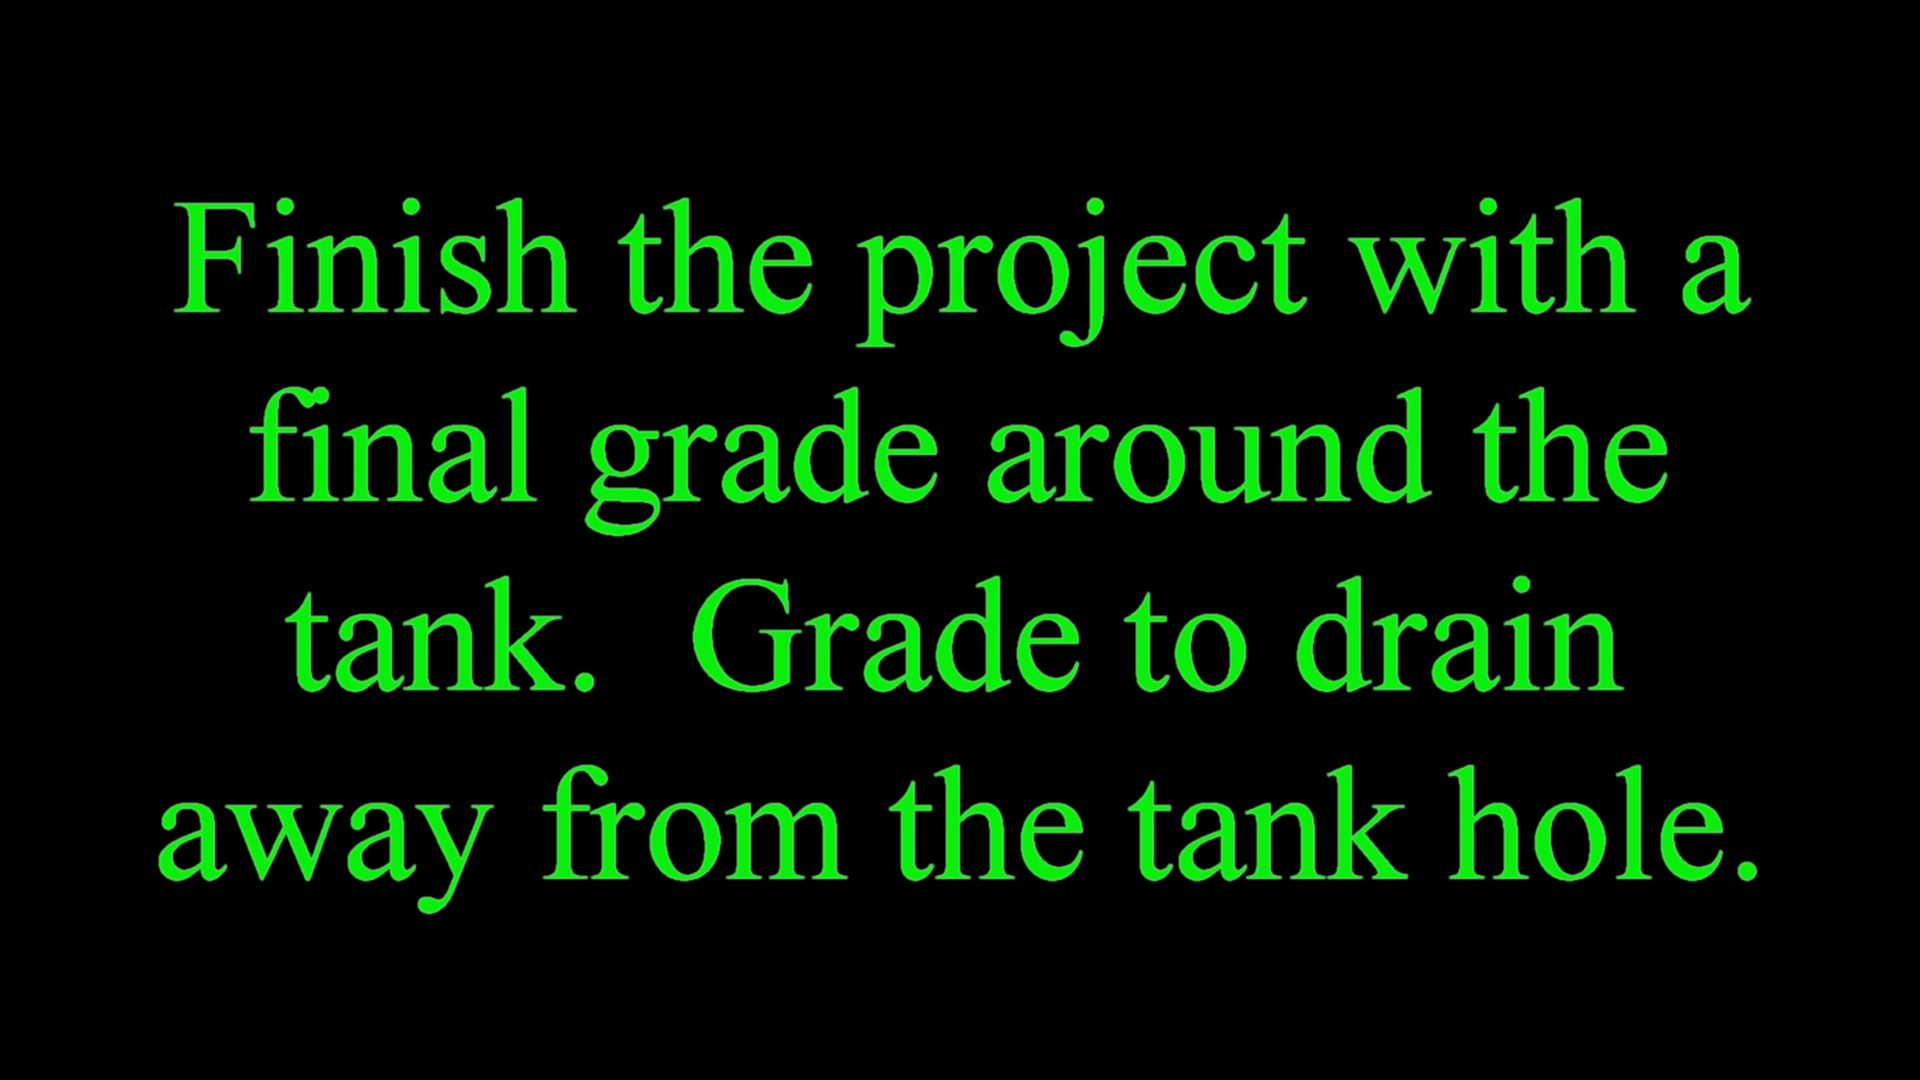 Finish the project with a
final grade around the
tank.  Grade to drain
away from the tank hole.